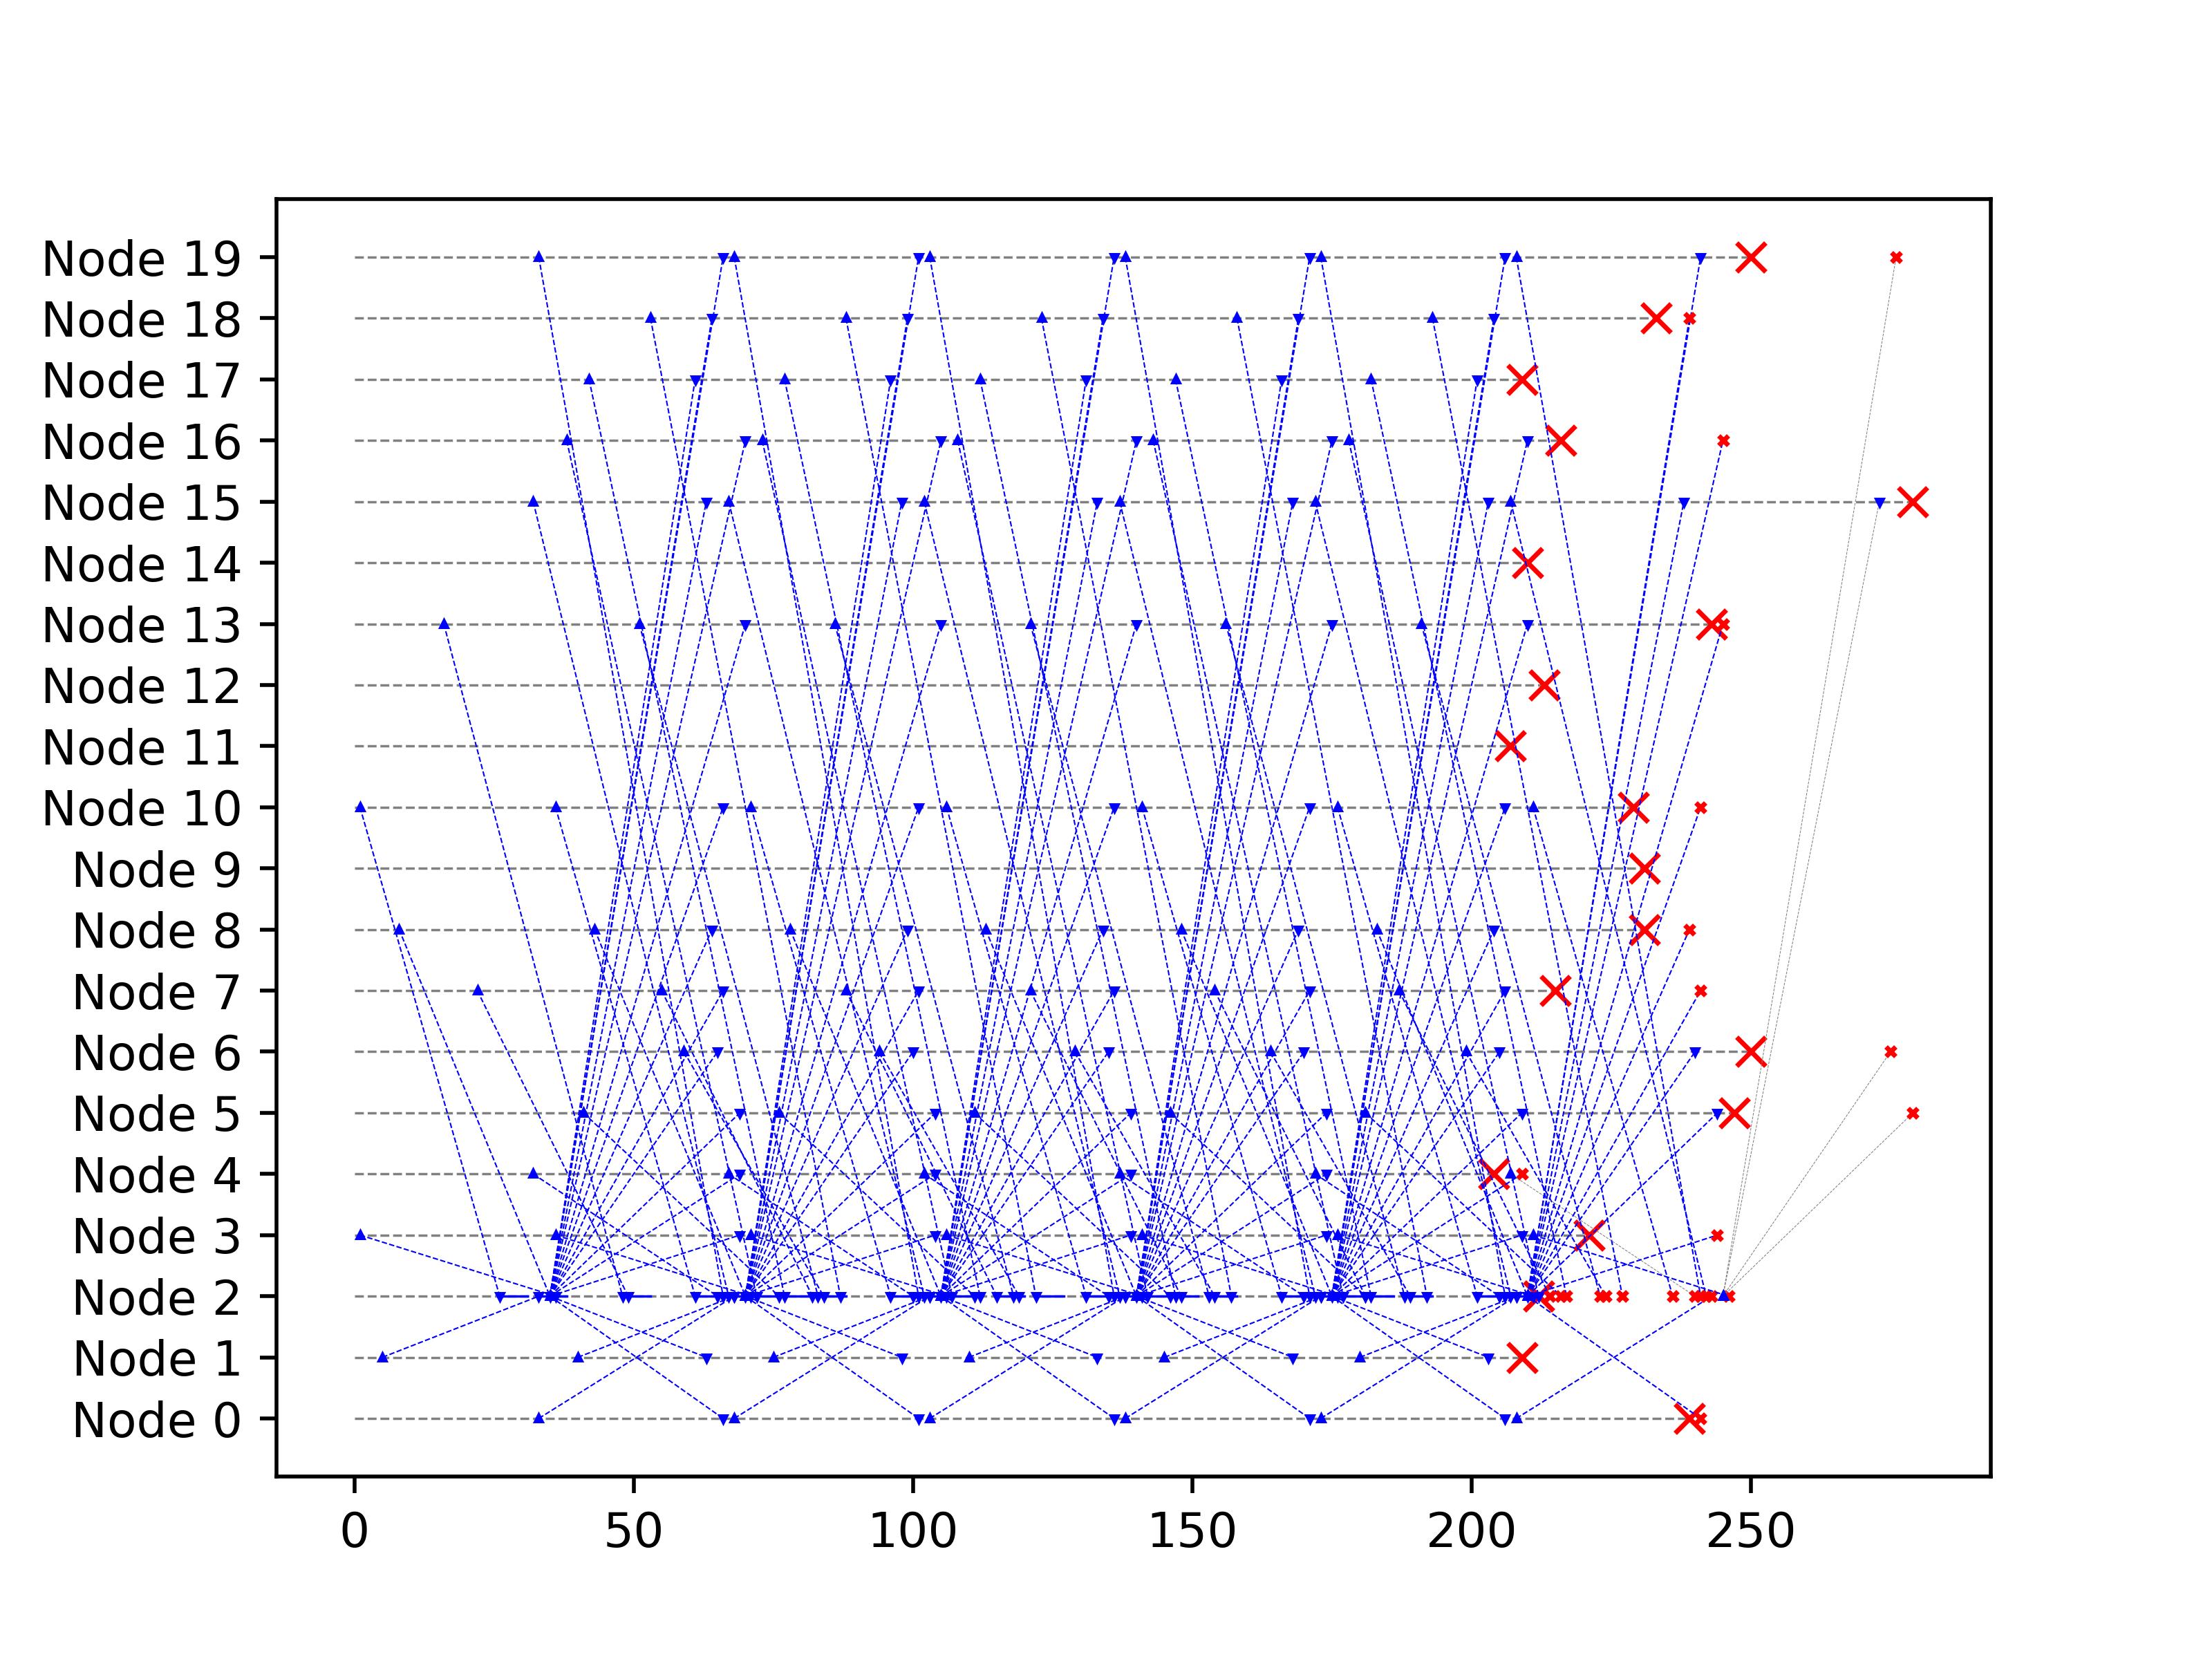 Node 19
Node 18
Node 17
Node 16
Node 15
Node 14
Node 13
Node 12
Node 11
Node 10
Node 9
Node 8
Node 7
Node 6
Node 5
Node 4
Node 3
Node 2
Node 1
Node 0
0 50 100 150 200 250